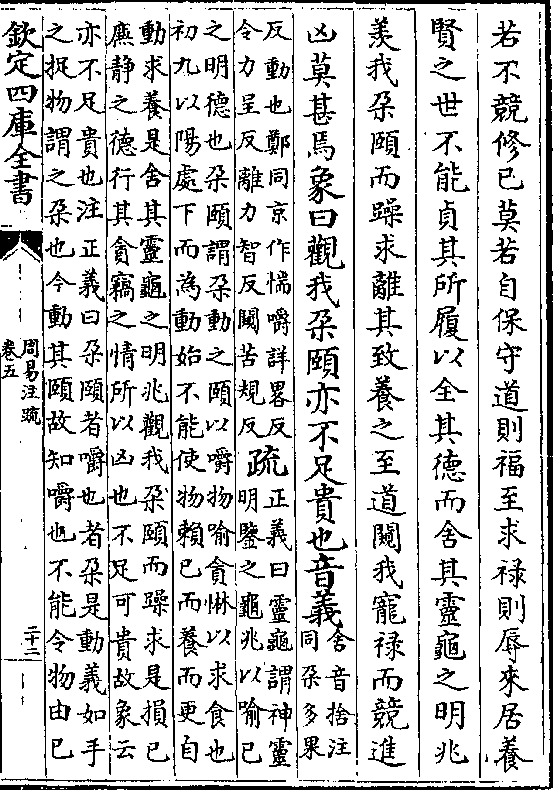 若不競修已莫若自保守道則福至求禄則辱來居養
賢之世不能貞其所履以全其德而舍其靈龜之明兆
羨我朶頤而躁求離其致養之至道闚我寵禄而競進
凶莫甚焉象曰觀我朶頤亦不足貴也音義
舍音捨注
同朶多果
反動也鄭同京作惴嚼詳畧反
令力呈反離力智反闚苦規反
疏
正義曰靈龜謂神靈
明鑒之龜兆以喻已
之明德也朶頤謂朶動之頤以嚼物喻貪惏以求食也
初九以陽處下而為動始不能使物賴已而養而更自
動求養是舍其靈龜之明兆觀我朶頤而躁求是損已
廉静之德行其貪竊之情所以凶也不足可貴故象云
亦不足貴也注正義曰朶頤者嚼也者朶是動義如手
之捉物謂之朶也今動其頤故知嚼也不能令物由已
欽定四庫全書
周易注疏
卷五
二十二